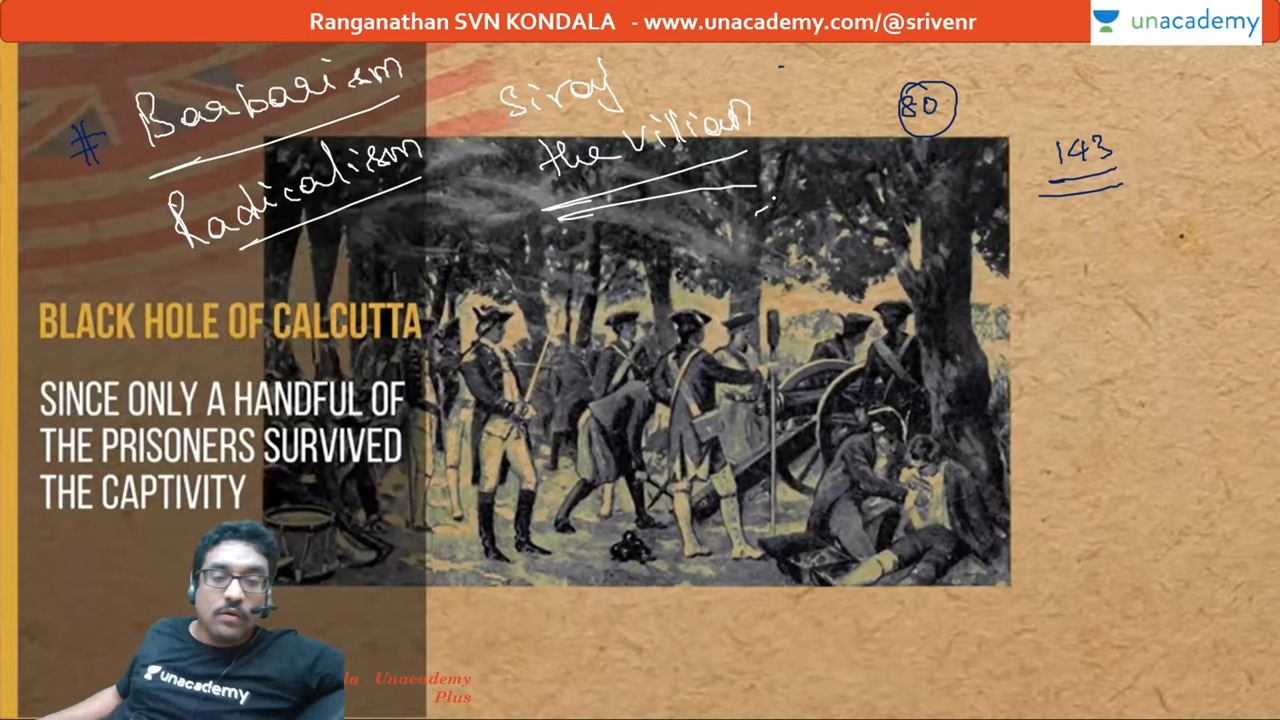 Ranganathan SVN KONDALA - www.unacademy.com/@srivenr
unacademy
# Barbarism
Radicalism
Siraj
the villian
80
143
BLACK HOLE OF CALCUTTA
SINCE ONLY A HANDFUL OF
THE PRISONERS SURVIVED
THE CAPTIVITY
unacademy
la - Unacademy
Plus